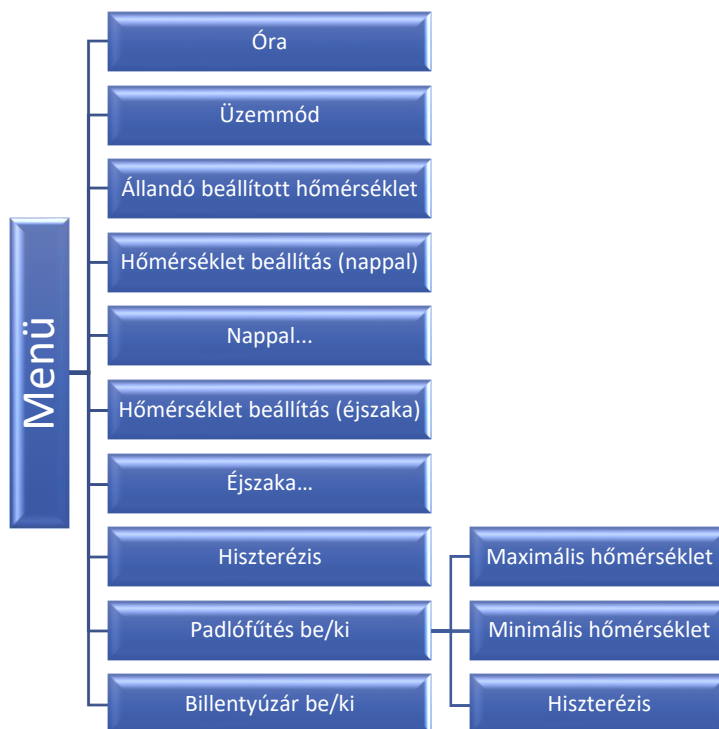 Menü
Óra
Üzemmód
Állandó beállított hőmérséklet
Hőmérséklet beállítás (nappal)
Nappal...
Hőmérséklet beállítás (éjszaka)
Éjszaka...
Hiszterézis
Padlófűtés be/ki
Maximális hőmérséklet
Minimális hőmérséklet
Hiszterézis
Billentyúzár be/ki